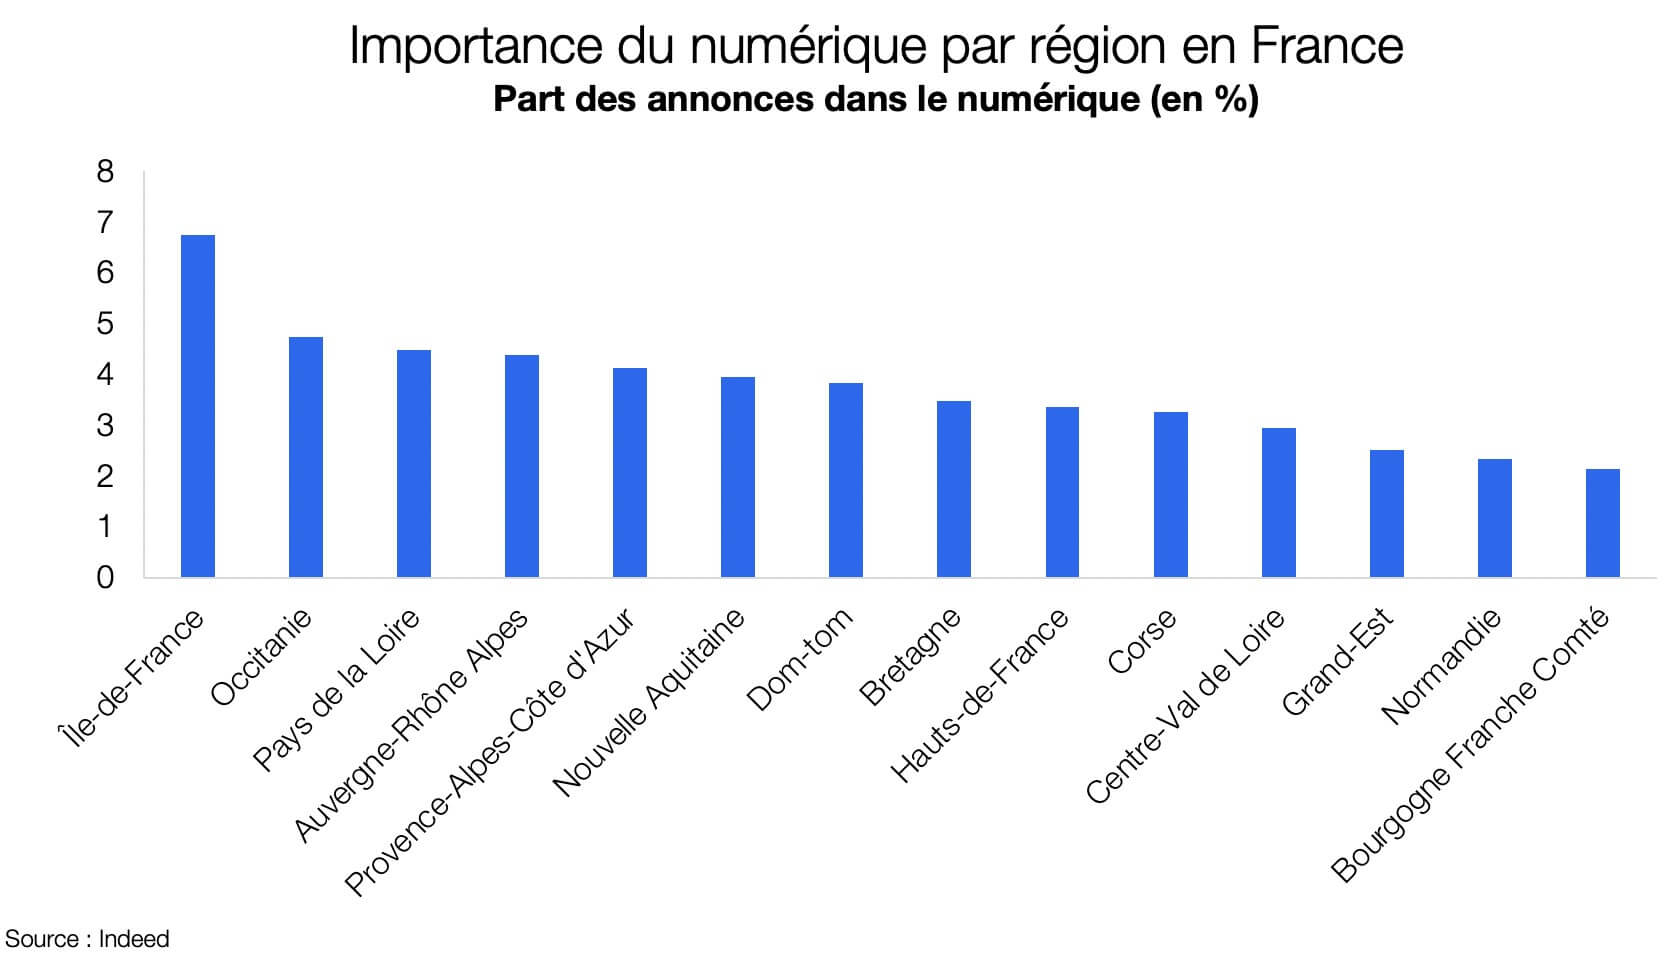 Importance du numérique par région en France
Part des annonces dans le numérique (en %)
8
7
6
5
4
3
2
1
0
Île-de-France
Occitanie
Pays de la Loire
Auvergne-Rhône Alpes
Provence-Alpes-Côte d'Azur
Nouvelle Aquitaine
Dom-tom
Bretagne
Hauts-de-France
Corse
Centre-Val de Loire
Grand-Est
Normandie
Bourgogne Franche Comté
Source : Indeed